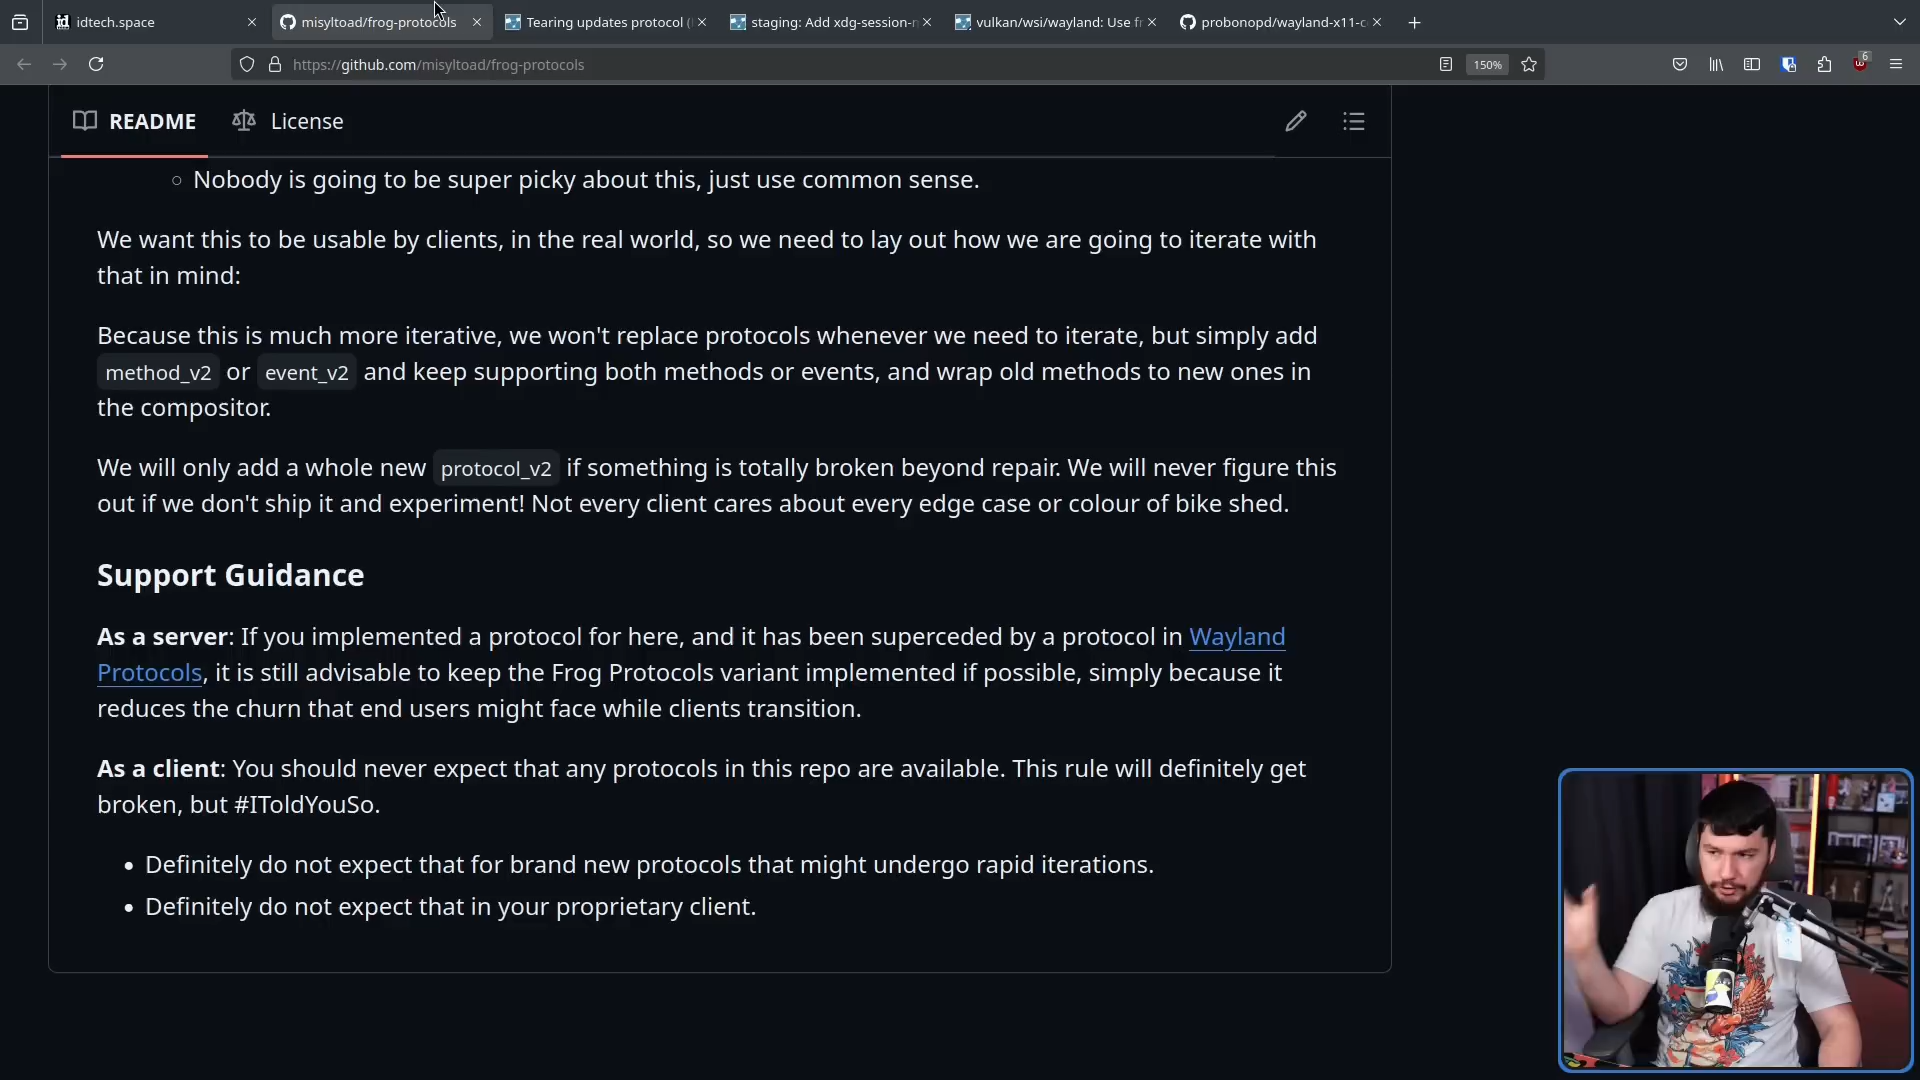 idtech.space
misyltoad/frog-protocols
Tearing updates protocol (
staging: Add xdg-session-
vulkan/wsi/wayland: Use f
probonopd/wayland-x11-c
https://github.com/misyltoad/frog-protocols
150%
6
README
License
Nobody is going to be super picky about this, just use common sense.
We want this to be usable by clients, in the real world, so we need to lay out how we are going to iterate with
that in mind:
Because this is much more iterative, we won't replace protocols whenever we need to iterate, but simply add
method_v2 or event_v2 and keep supporting both methods or events, and wrap old methods to new ones in
the compositor.
We will only add a whole new protocol_v2 if something is totally broken beyond repair. We will never figure this
out if we don't ship it and experiment! Not every client cares about every edge case or colour of bike shed.
Support Guidance
As a server: If you implemented a protocol for here, and it has been superceded by a protocol in Wayland
Protocols, it is still advisable to keep the Frog Protocols variant implemented if possible, simply because it
reduces the churn that end users might face while clients transition.
As a client: You should never expect that any protocols in this repo are available. This rule will definitely get
broken, but #IToldYouSo.
Definitely do not expect that for brand new protocols that might undergo rapid iterations.
Definitely do not expect that in your proprietary client.